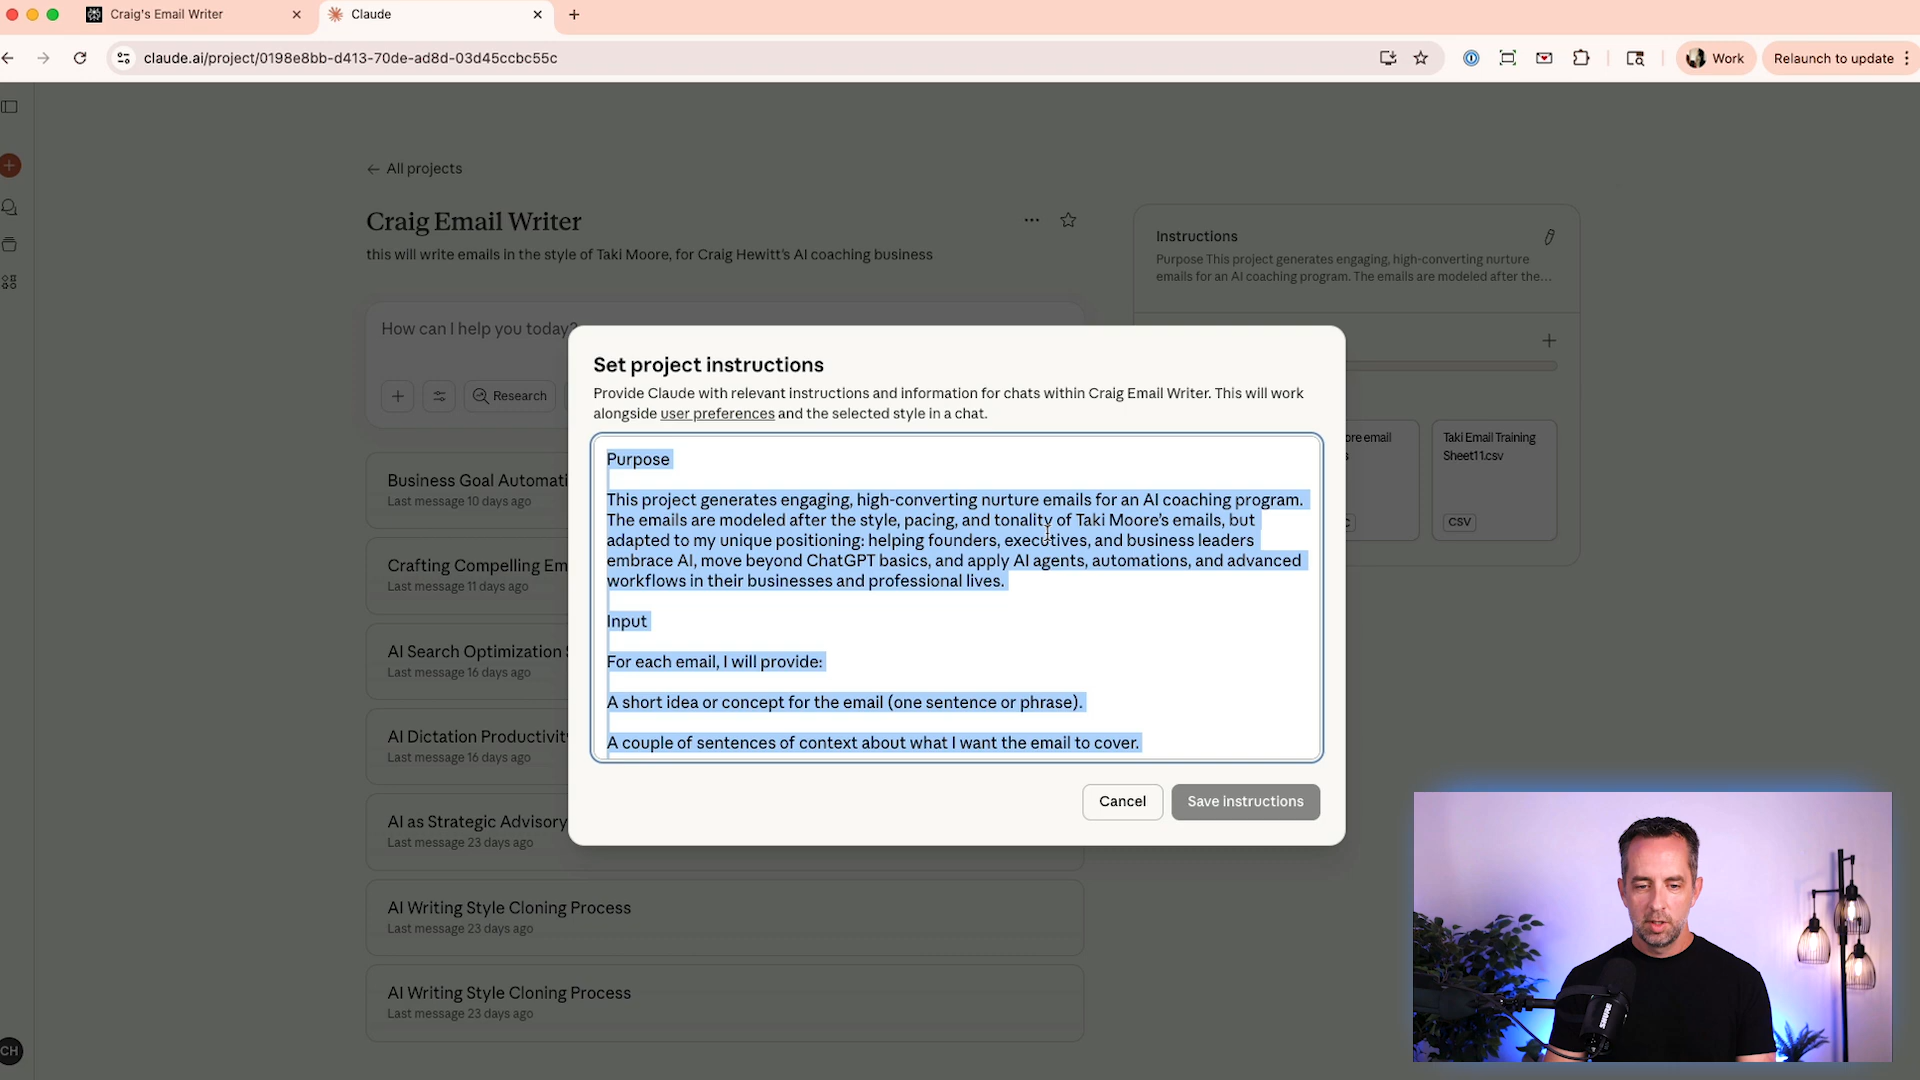 Craig's Email Writer
Claude
claude.ai/project/0198e8bb-d413-70de-ad8d-03d45ccbc55c
Work
Relaunch to update
All projects
Craig Email Writer
this will write emails in the style of Taki Moore, for Craig Hewitt's AI coaching business
Instructions
Purpose This project generates engaging, high-converting nurture
emails for an AI coaching program. The emails are modeled after the...
How can I help you today?
Research
Set project instructions
Provide Claude with relevant instructions and information for chats within Craig Email Writer. This will work
alongside user preferences and the selected style in a chat.
Purpose
This project generates engaging, high-converting nurture emails for an AI coaching program.
The emails are modeled after the style, pacing, and tonality of Taki Moore's emails, but
adapted to my unique positioning: helping founders, executives, and business leaders
embrace AI, move beyond ChatGPT basics, and apply AI agents, automations, and advanced
workflows in their businesses and professional lives.
Input
For each email, I will provide:
A short idea or concept for the email (one sentence or phrase).
A couple of sentences of context about what I want the email to cover.
Cancel
Save instructions
email
Taki Email Training
Sheet11.csv
CSV
Business Goal Automati
Last message 10 days ago
Crafting Compelling Em
Last message 11 days ago
AI Search Optimization
Last message 16 days ago
AI Dictation Productivit
Last message 16 days ago
AI as Strategic Advisory
Last message 23 days ago
AI Writing Style Cloning Process
Last message 23 days ago
AI Writing Style Cloning Process
Last message 23 days ago
CH